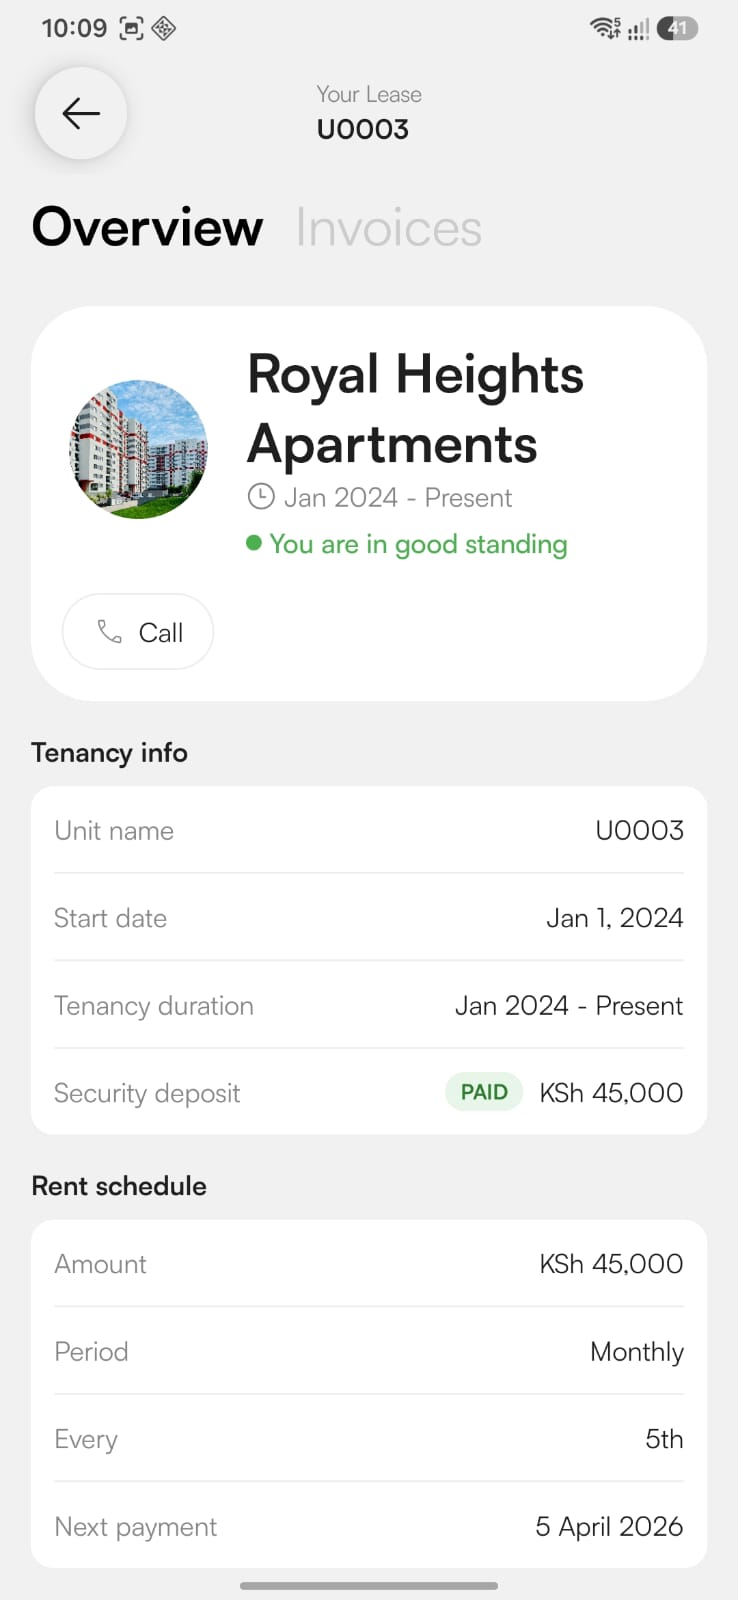 10:09
5
41
Your Lease
U0003
Overview Invoices
Royal Heights
Apartments
Jan 2024 - Present
You are in good standing
Call
Tenancy info
Unit name U0003
Start date Jan 1, 2024
Tenancy duration Jan 2024 - Present
Security deposit PAID KSh 45,000
Rent schedule
Amount KSh 45,000
Period Monthly
Every 5th
Next payment 5 April 2026